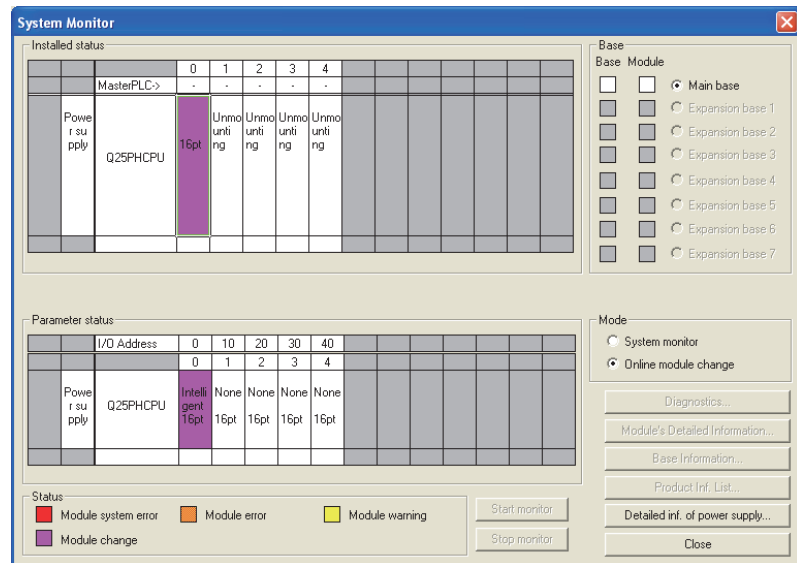 System Monitor
Installed status
0 1 2 3 4
MasterPLC-> - - - - -
Powe
r su
pply
Q25PHCPU
16pt
Unmo
unti
ng
Unmo
unti
ng
Unmo
unti
ng
Unmo
unti
ng
Base
Base Module
Main base
Expansion base 1
Expansion base 2
Expansion base 3
Expansion base 4
Expansion base 5
Expansion base 6
Expansion base 7
Parameter status
I/O Address 0 10 20 30 40
0 1 2 3 4
Powe
r su
pply
Q25PHCPU
Intelli
gent
16pt
None
16pt
None
16pt
None
16pt
None
16pt
Mode
System monitor
Online module change
Diagnostics...
Module's Detailed Information...
Base Information...
Product Inf. List...
Detailed inf. of power supply...
Close
Status
Module system error
Module error
Module warning
Module change
Start monitor
Stop monitor